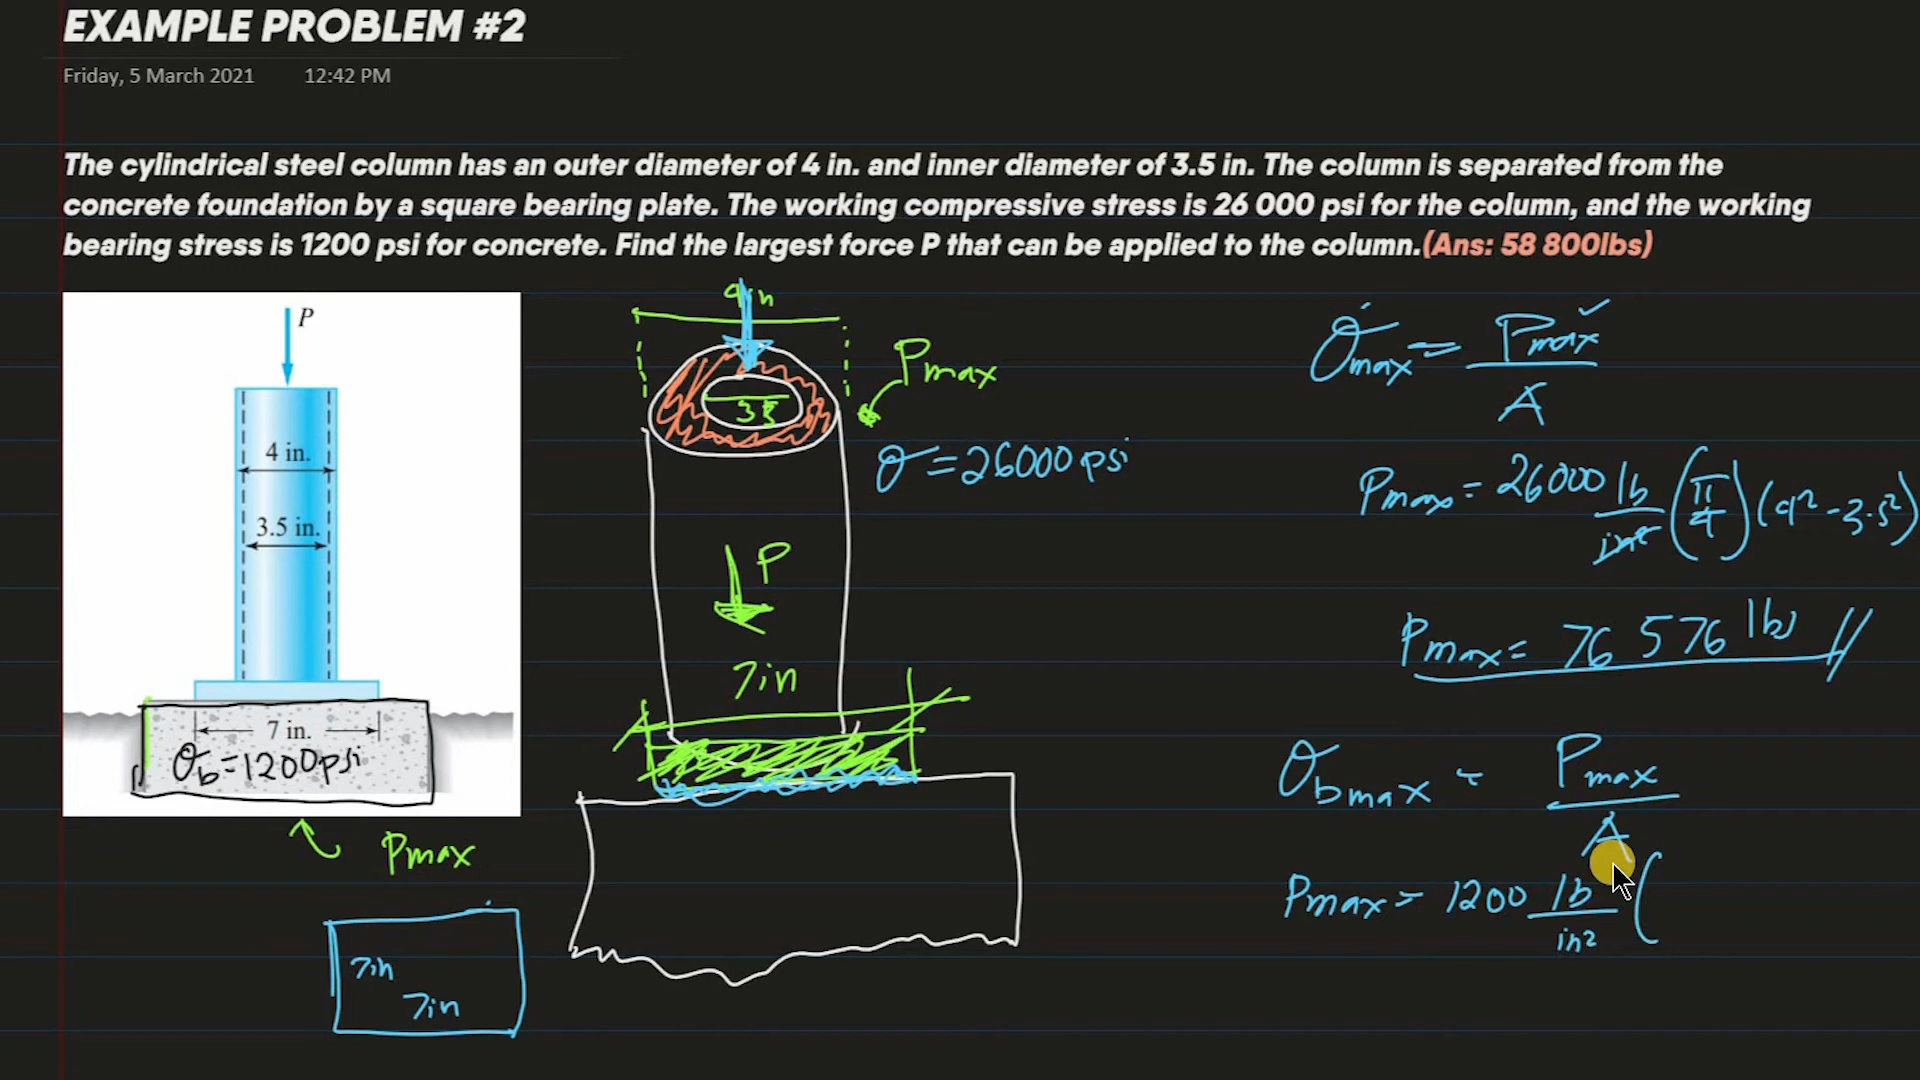 EXAMPLE PROBLEM #2
Friday, 5 March 2021 12:42 PM
The cylindrical steel column has an outer diameter of 4 in. and inner diameter of 3.5 in. The column is separated from the
concrete foundation by a square bearing plate. The working compressive stress is 26 000 psi for the column, and the working
bearing stress is 1200 psi for concrete. Find the largest force P that can be applied to the column.(Ans: 58 800lbs)
P
4 in.
3.5 in.
7 in.
σb=1200psi
Pmax
7in
7in
4in
3.5
Pmax
σ=26000psi
P
7in
σmax = Pmax
A
Pmax = 26000 lb/in² (π/4)(4²-3.5²)
Pmax = 76 576 lb //
σbmax = Pmax
A
Pmax = 1200 lb/in² (